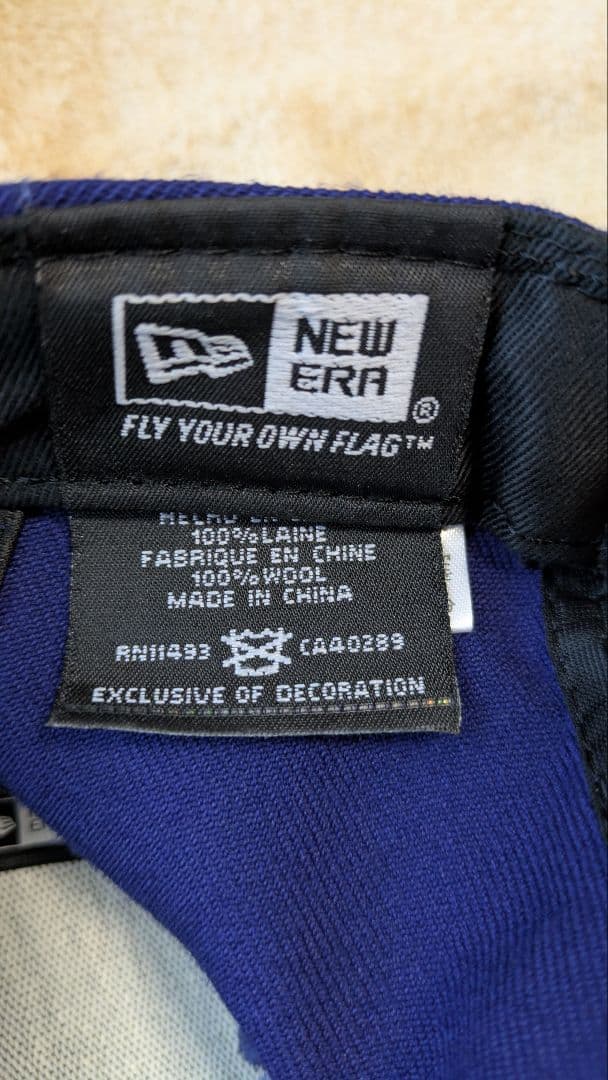 NEW
ERA
®
FLY YOUR OWN FLAG™
100% LAINE
FABRIQUE EN CHINE
100% WOOL
MADE IN CHINA
RN11493 CA40289
EXCLUSIVE OF DECORATION